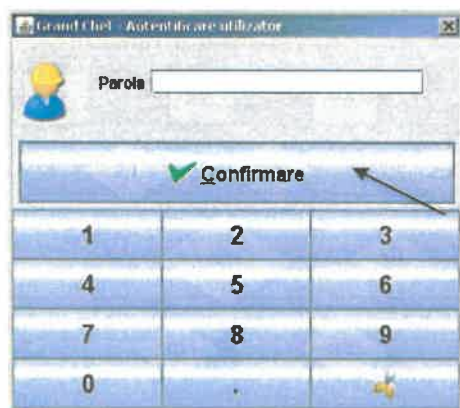 Grand Chef - Autentificare utilizator
Parola
Confirmare
1 2 3
4 5 6
7 8 9
0 .